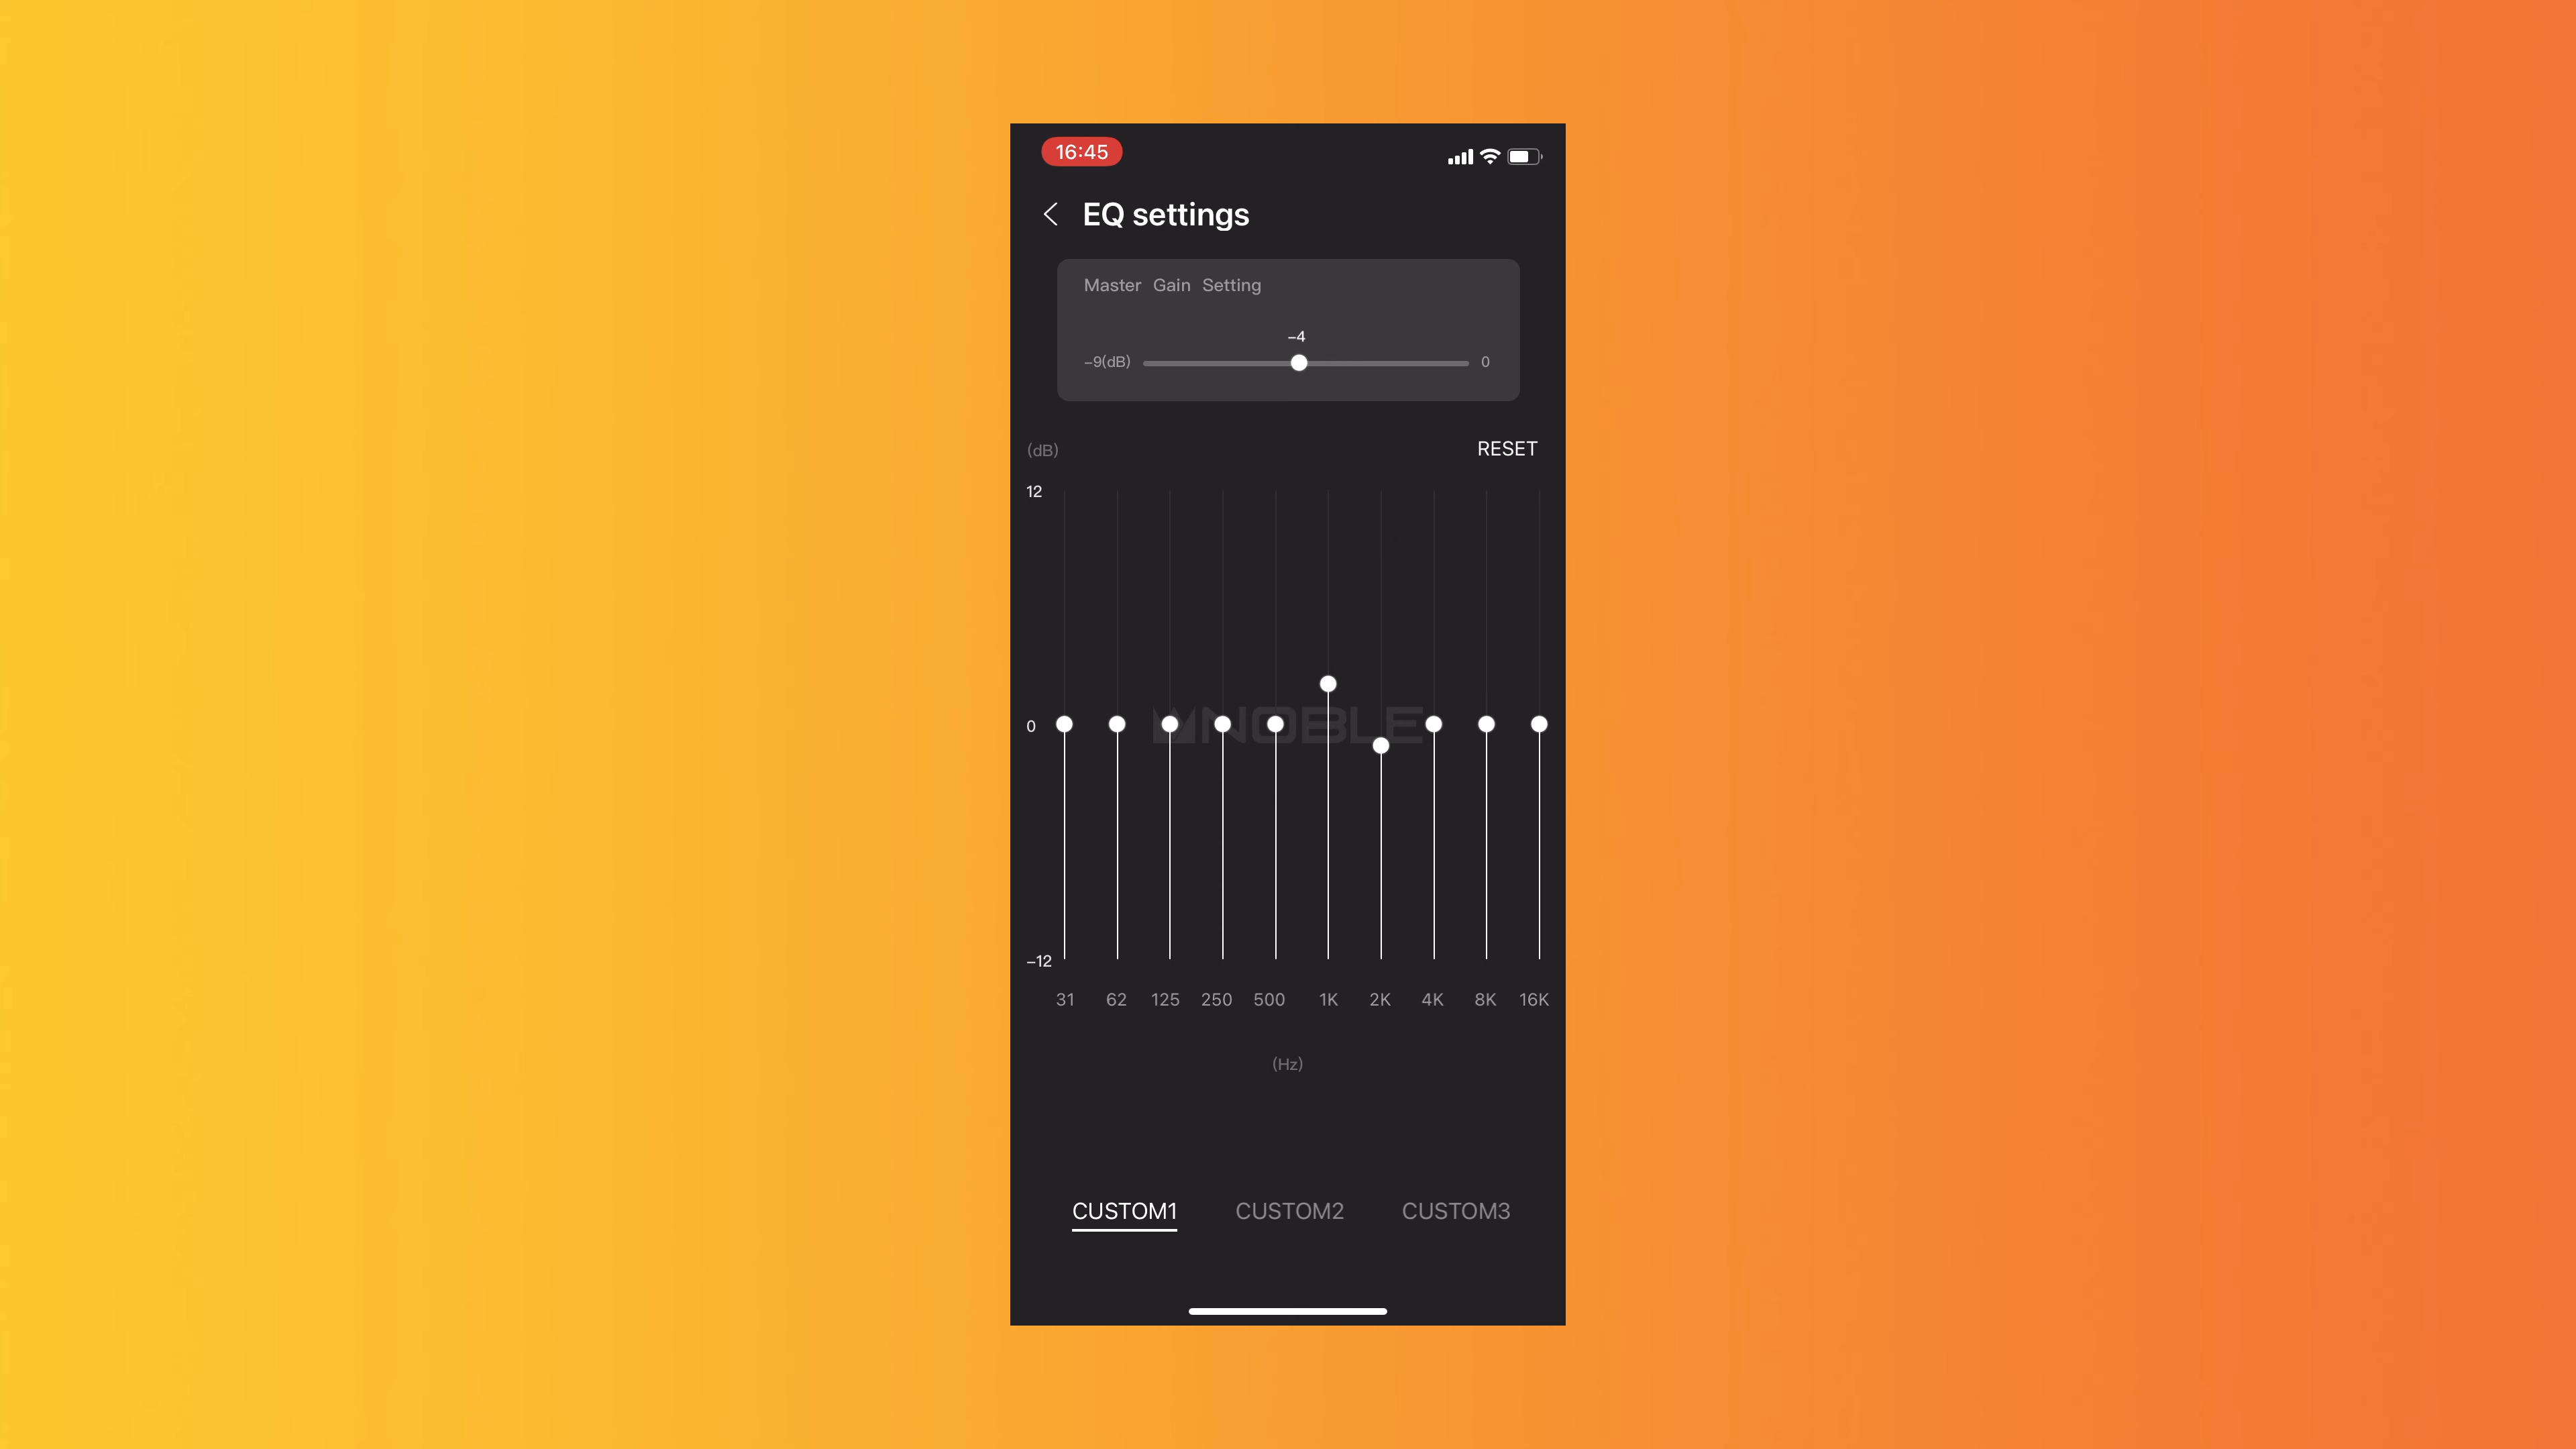 16:45
EQ settings
Master Gain Setting
−4
−9(dB) 0
(dB) RESET
12
NOBLE
0
−12
31 62 125 250 500 1K 2K 4K 8K 16K
(Hz)
CUSTOM1 CUSTOM2 CUSTOM3